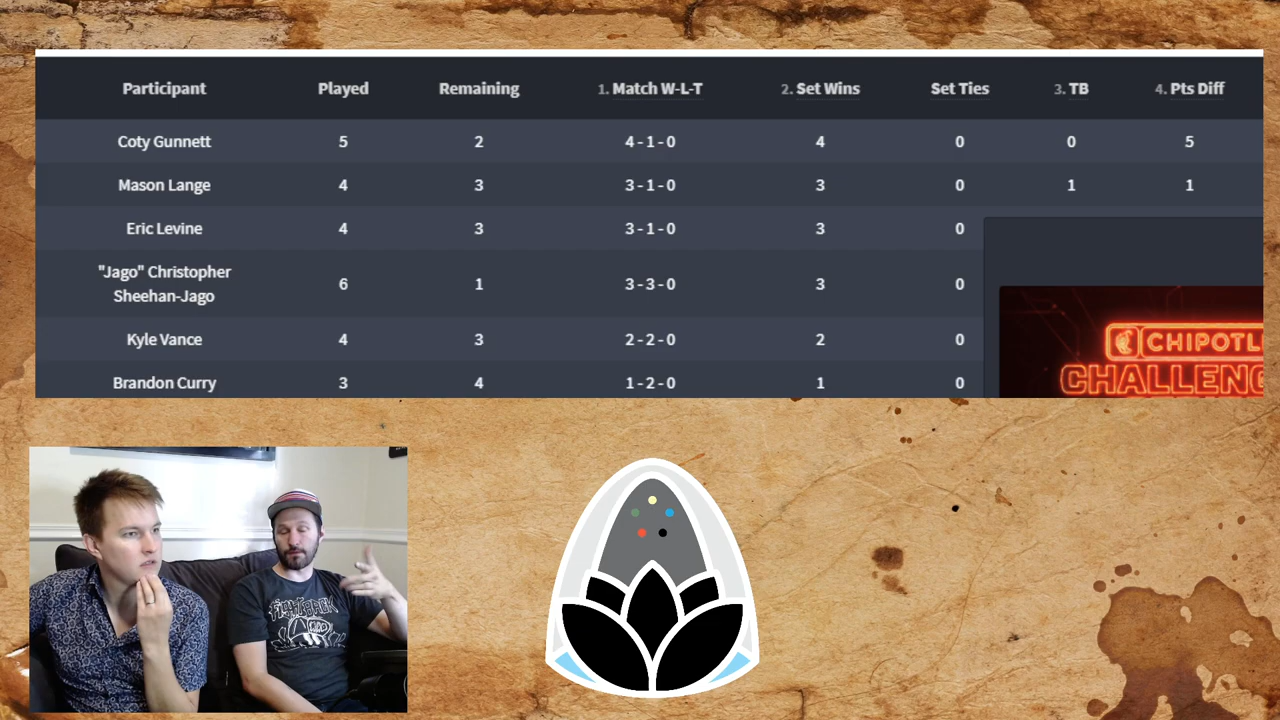 Participant Played Remaining 1. Match W-L-T 2. Set Wins Set Ties 3. TB 4. Pts Diff
Coty Gunnett 5 2 4 - 1 - 0 4 0 0 5
Mason Lange 4 3 3 - 1 - 0 3 0 1 1
Eric Levine 4 3 3 - 1 - 0 3 0
"Jago" Christopher
Sheehan-Jago 6 1 3 - 3 - 0 3 0
Kyle Vance 4 3 2 - 2 - 0 2 0
Brandon Curry 3 4 1 - 2 - 0 1 0
CHIPOTL
CHALLENG